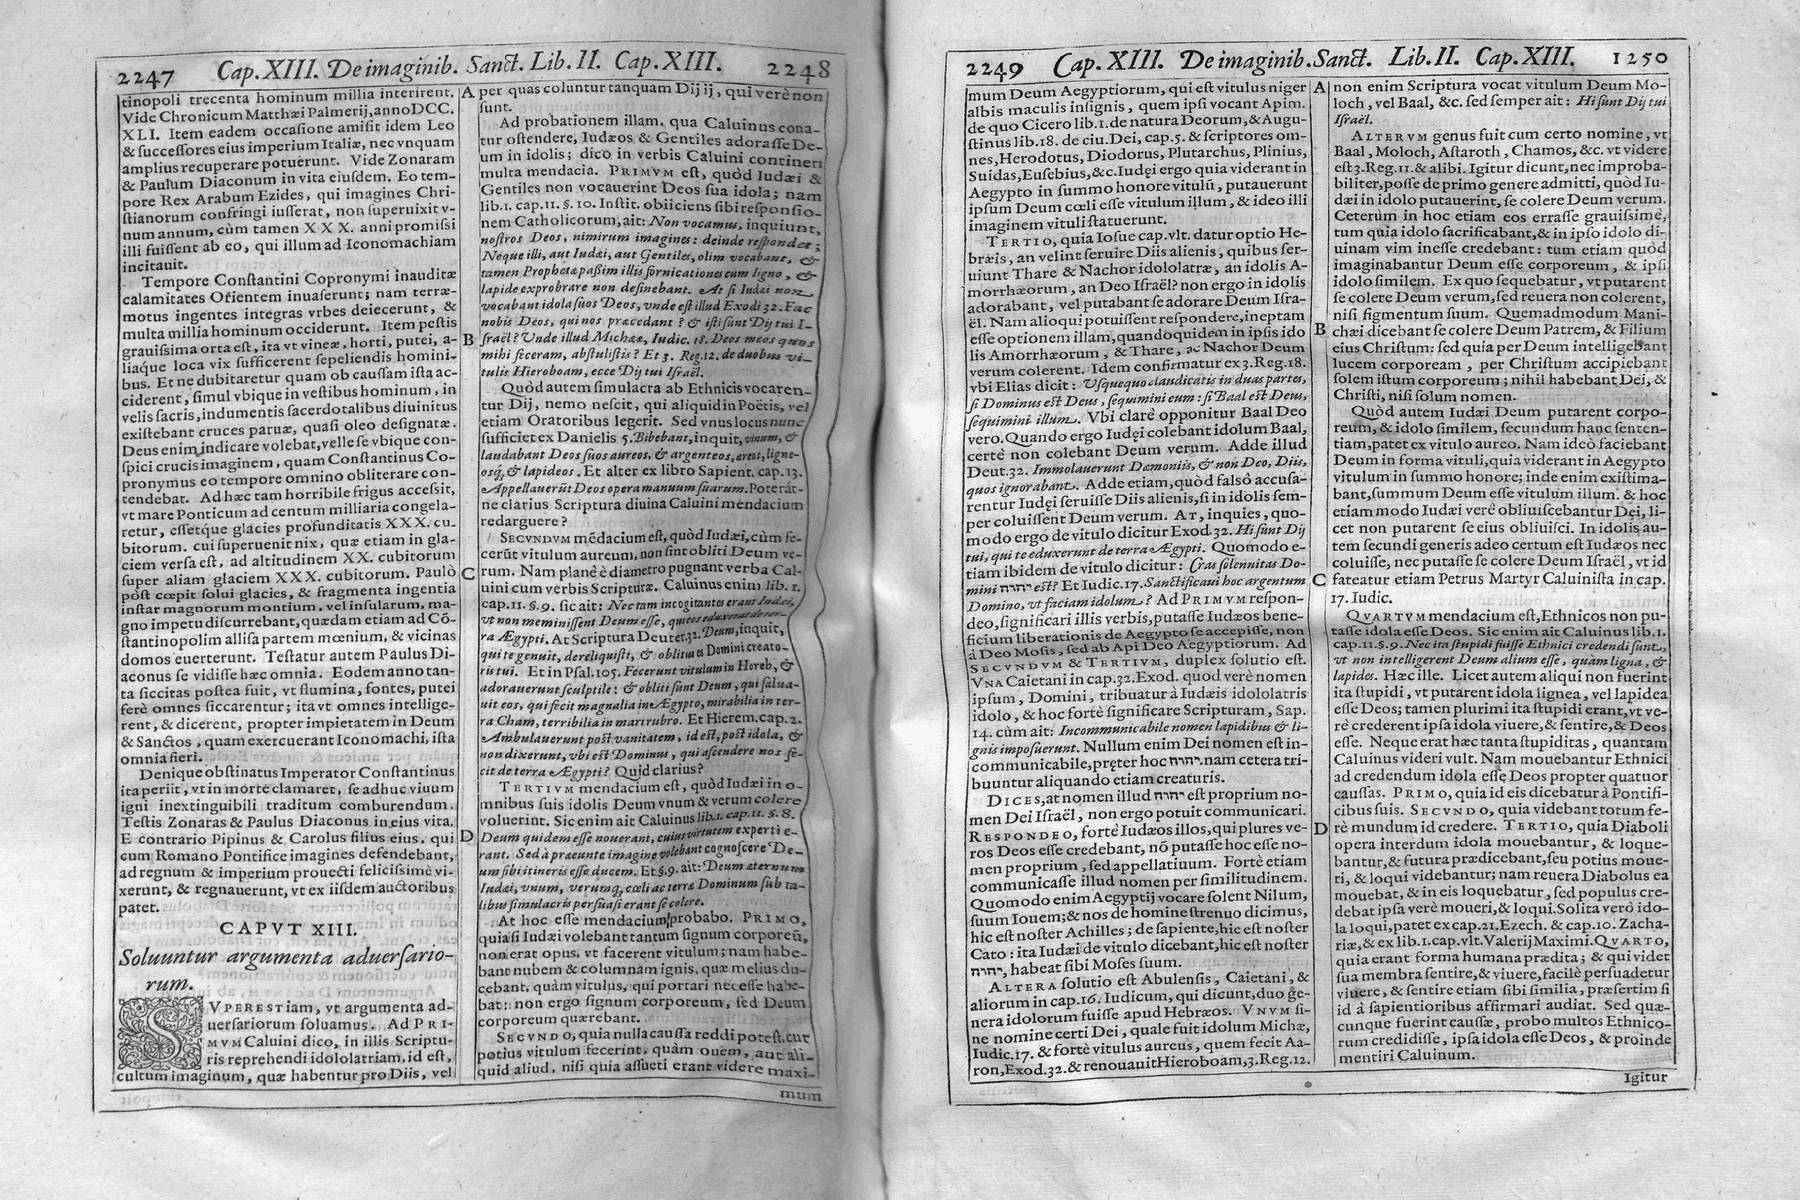 2247 Cap. XIII. De imaginib. Sanct. Lib. II. Cap. XIII. 2248
tinopoli trecenta hominum millia interirent.
Vide Chronicum Matthæi Palmerij, anno DCC.
XLI. Item eadem occasione amisit idem Leo
& successores eius imperium Italiæ, nec vnquam
amplius recuperare potuerunt. Vide Zonaram
& Paulum Diaconum in vita eiusdem. Eo tem-
pore Rex Arabum Ezides, qui imagines Chri-
stianorum confringi iusserat, non superuixit v-
num annum, cùm tamen XXX. anni promissi
illi fuissent ab eo, qui illum ad Iconomachiam
incitauit.
Tempore Constantini Copronymi inauditæ
calamitates Orientem inuaserunt; nam terræ-
motus ingentes integras vrbes deiecerunt, &
multa millia hominum occiderunt. Item pestis
grauissima orta est, ita vt vineæ, horti, putei, a-
liaq́ue loca vix sufficerent sepeliendis homini-
bus. Et ne dubitaretur quam ob caussam ista ac-
ciderent, simul vbique in vestibus hominum, in
velis sacris, indumentis sacerdotalibus diuinitus
existebant cruces paruæ, quasi oleo designatæ.
Deus enim indicare volebat, velle se vbique con-
spici crucis imaginem, quam Constantinus Co-
pronymus eo tempore omnino obliterare con-
tendebat. Ad hæc tam horribile frigus accessit,
vt mare Ponticum ad centum milliaria congela-
retur, essetq́ue glacies profunditatis XXX. cu-
bitorum. cui superuenit nix, quæ etiam in gla-
ciem versa est, ad altitudinem XX. cubitorum
super aliam glaciem XXX. cubitorum. Paulò
pòst cœpit solui glacies, & fragmenta ingentia
instar magnorum montium, vel insularum, ma-
gno impetu discurrebant, quædam etiam ad Cō-
stantinopolim allisa partem mœnium, & vicinas
domos euerterunt. Testatur autem Paulus Di-
aconus se vidisse hæc omnia. Eodem anno tan-
ta siccitas postea fuit, vt flumina, fontes, putei
ferè omnes siccarentur; ita vt omnes intellige-
rent, & dicerent, propter impietatem in Deum
& Sanctos, quam exercuerant Iconomachi, ista
omnia fieri.
Denique obstinatus Imperator Constantinus
ita periit, vt in morte clamaret, se adhuc viuum
igni inextinguibili traditum comburendum.
Testis Zonaras & Paulus Diaconus in eius vita.
E contrario Pipinus & Carolus filius eius, qui
cum Romano Pontifice imagines defendebant,
ad regnum & imperium prouecti felicissimè vi-
xerunt, & regnauerunt, vt ex iisdem auctoribus
patet.
CAPVT XIII.
Soluuntur argumenta aduersario-
rum.
SVPEREST iam, vt argumenta ad-
uersariorum soluamus. Ad PRI-
MVM Caluini dico, in illis Scriptu-
ris reprehendi idololatriam, id est,
cultum imaginum, quæ habentur pro Diis, vel
A
B
C
D
per quas coluntur tanquam Dij ij, qui verè non
sunt.
Ad probationem illam, qua Caluinus cona-
tur ostendere, Iudæos & Gentiles adorasse De-
um in idolis; dico in verbis Caluini contineri
multa mendacia. PRIMVM est, quòd Iudæi &
Gentiles non vocauerint Deos sua idola; nam
lib.1. cap.11. §. 10. Instit. obiiciens sibi responsio-
nem Catholicorum, ait: Non vocamus, inquiunt,
nostros Deos, nimirum imagines: deinde respondet;
Neque illi, aut Iudæi, aut Gentiles, olim vocabant, &
tamen Prophetæ paßim illis fornicationes cum ligno, &
lapide exprobrare non desinebant. At si Iudæi non
vocabant idola suos Deos, vnde est illud Exodi 32. Fac
nobis Deos, qui nos præcedant? & isti sunt Dij tui I-
sraël? Unde illud Michææ, Iudic. 18. Deos meos quos
mihi feceram, abstulistis? Et 3. Reg.12. de duobus vi-
tulis Hieroboam, ecce Dij tui Israël.
Quòd autem simulacra ab Ethnicis vocaren-
tur Dij, nemo nescit, qui aliquid in Poëtis, vel
etiam Oratoribus legerit. Sed vnus locus nunc
sufficiet ex Danielis 5. Bibebant, inquit, vinum, &
laudabant Deos suos aureos, & argenteos, æreos, ligne-
osq́, & lapideos. Et alter ex libro Sapient. cap.13.
Appellauerūt Deos opera manuum suarum. Poterát-
ne clarius Scriptura diuina Caluini mendacium
redarguere?
SECVNDVM mēdacium est, quòd Iudæi, cùm fe-
cerūt vitulum aureum, non sint obliti Deum ve-
rum. Nam planè è diametro pugnant verba Cal-
uini cum verbis Scripturæ. Caluinus enim lib. 1.
cap.11. §. 9. sic ait: Nec tam incogitantes erant Iudæi,
vt non meminissent Deum esse, qui eos eduxerat de ter-
ra Ægypti. At Scriptura Deuter.32. Deum, inquit,
qui te genuit, dereliquisti, & oblitus es Domini creato-
ris tui. Et in Psal.105. Fecerunt vitulum in Horeb, &
adorauerunt sculptile: & obliti sunt Deum, qui salua-
uit eos, qui fecit magnalia in Ægypto, mirabilia in ter-
ra Cham, terribilia in mari rubro. Et Hierem. cap. 2.
Ambulauerunt post vanitatem, id est, post idola, &
non dixerunt, vbi est Dominus, qui ascendere nos fe-
cit de terra Ægypti? Quid clarius?
TERTIVM mendacium est, quòd Iudæi in o-
mnibus suis idolis Deum vnum & verum colere
voluerint. Sic enim ait Caluinus lib.1. cap.11. §. 8.
Deum quidem esse nouerant, cuius virtutem experti e-
rant. Sed à præeunte imagine volebant cognoscere De-
um sibi itineris esse ducem. Et §.9. ait: Deum æternum
Iudæi, vnum, verumq́, cœli ac terræ Dominum sub ta-
libus simulacris persuasi erant se colere.
At hoc esse mendacium probabo. PRIMO,
quia si Iudæi volebant tantum signum corporeū,
non erat opus, vt facerent vitulum; nam habe-
bant nubem & columnam ignis, quæ melius du-
cebant, quàm vitulus, qui portari necesse habe-
bat: non ergo signum corporeum, sed Deum
corporeum quærebant.
SECVNDO, quia nulla caussa reddi potest, cur
potius vitulum fecerint, quàm ouem, aut ali-
quid aliud, nisi quia assueti erant videre maxi-
mum
2249 Cap. XIII. De imaginib. Sanct. Lib. II. Cap. XIII. 1250
mum Deum Aegyptiorum, qui est vitulus niger
albis maculis insignis, quem ipsi vocant Apim.
de quo Cicero lib.1. de natura Deorum, & Augu-
stinus lib.18. de ciu. Dei, cap.5. & scriptores om-
nes, Herodotus, Diodorus, Plutarchus, Plinius,
Suidas, Eusebius, &c. Iudęi ergo quia viderant in
Aegypto in summo honore vitulū, putauerunt
ipsum Deum cœli esse vitulum illum, & ideo illi
imaginem vituli statuerunt.
TERTIO, quia Iosue cap. vlt. datur optio He-
bræis, an velint seruire Diis alienis, quibus ser-
uiunt Thare & Nachor idololatræ, an idolis A-
morrhæorum, an Deo Israël? non ergo in idolis
adorabant, vel putabant se adorare Deum Isra-
ël. Nam alioqui potuissent respondere, ineptam
esse optionem illam, quandoquidem in ipsis ido
lis Amorrhæorum, & Thare, ac Nachor Deum
verum colerent. Idem confirmatur ex 3. Reg.18.
vbi Elias dicit: Vsquequo claudicatis in duas partes,
si Dominus est Deus, sequimini eum: si Baal est Deus,
sequimini illum. Vbi clarè opponitur Baal Deo
vero. Quando ergo Iudęi colebant idolum Baal,
certè non colebant Deum verum. Adde illud
Deut.32. Immolauerunt Dæmoniis, & non Deo, Diis,
quos ignorabant. Adde etiam, quòd falsò accusa-
rentur Iudęi seruisse Diis alienis, si in idolis sem-
per coluissent Deum verum. AT, inquies, quo-
modo ergo de vitulo dicitur Exod.32. Hi sunt Dij
tui, qui te eduxerunt de terra Ægypti. Quomodo e-
tiam ibidem de vitulo dicitur: Cras solennitas Do-
mini יהוה est? Et Iudic. 17. Sanctificaui hoc argentum
Domino, vt faciam idolum? Ad PRIMVM respon-
deo, significari illis verbis, putasse Iudæos bene-
ficium liberationis de Aegypto se accepisse, non
à Deo Mosis, sed ab Api Deo Aegyptiorum. Ad
SECVNDVM & TERTIVM, duplex solutio est.
VNA Caietani in cap. 32. Exod. quod verè nomen
ipsum, Domini, tribuatur à Iudæis idololatris
idolo, & hoc fortè significare Scripturam, Sap.
14. cùm ait: Incommunicabile nomen lapidibus & li-
gnis imposuerunt. Nullum enim Dei nomen est in-
communicabile, pręter hoc יהוה. nam cetera tri-
buuntur aliquando etiam creaturis.
DICES, at nomen illud יהוה est proprium no-
men Dei Israël, non ergo potuit communicari.
RESPONDEO, fortè Iudæos illos, qui plures ve-
ros Deos esse credebant, nō putasse hoc esse no-
men proprium, sed appellatiuum. Fortè etiam
communicasse illud nomen per similitudinem.
Quomodo enim Aegyptij vocare solent Nilum,
suum Iouem; & nos de homine strenuo dicimus,
hic est noster Achilles; de sapiente, hic est noster
Cato: ita Iudæi de vitulo dicebant, hic est noster
יהוה, habeat sibi Moses suum.
ALTERA solutio est Abulensis, Caietani, &
aliorum in cap.16. Iudicum, qui dicunt, duo ge-
nera idolorum fuisse apud Hebræos. VNVM si-
ne nomine certi Dei, quale fuit idolum Michæ,
Iudic.17. & fortè vitulus aureus, quem fecit Aa-
ron, Exod.32. & renouauit Hieroboam, 3. Reg.12.
A
B
C
D
non enim Scriptura vocat vitulum Deum Mo-
loch, vel Baal, &c. sed semper ait: Hi sunt Dij tui
Israël.
ALTERVM genus fuit cum certo nomine, vt
Baal, Moloch, Astaroth, Chamos, &c. vt videre
est 3. Reg.11. & alibi. Igitur dicunt, nec improba-
biliter, posse de primo genere admitti, quòd Iu-
dæi in idolo putauerint, se colere Deum verum.
Ceterùm in hoc etiam eos errasse grauissimè,
tum quia idolo sacrificabant, & in ipso idolo di-
uinam vim inesse credebant: tum etiam quòd
imaginabantur Deum esse corporeum, & ipsi
idolo similem. Ex quo sequebatur, vt putarent
se colere Deum verum, sed reuera non colerent,
nisi figmentum suum. Quemadmodum Mani-
chæi dicebant se colere Deum Patrem, & Filium
eius Christum: sed quia per Deum intelligebant
lucem corpoream, per Christum accipiebant
solem istum corporeum; nihil habebant Dei, &
Christi, nisi solum nomen.
Quòd autem Iudæi Deum putarent corpo-
reum, & idolo similem, secundum hanc senten-
tiam, patet ex vitulo aureo. Nam ideò faciebant
Deum in forma vituli, quia viderant in Aegypto
vitulum in summo honore; inde enim existima-
bant, summum Deum esse vitulum illum. & hoc
etiam modo Iudæi verè obliuiscebantur Dei, li-
cet non putarent se eius obliuisci. In idolis au-
tem secundi generis adeo certum est Iudæos nec
coluisse, nec putasse se colere Deum Israël, vt id
fateatur etiam Petrus Martyr Caluinista in cap.
17. Iudic.
QVARTVM mendacium est, Ethnicos non pu-
tasse idola esse Deos. Sic enim ait Caluinus lib.1.
cap.11. §.9. Nec ita stupidi fuisse Ethnici credendi sunt,
vt non intelligerent Deum alium esse, quàm ligna, &
lapides. Hæc ille. Licet autem aliqui non fuerint
ita stupidi, vt putarent idola lignea, vel lapidea
esse Deos; tamen plurimi ita stupidi erant, vt ve-
rè crederent ipsa idola viuere, & sentire, & Deos
esse. Neque erat hæc tanta stupiditas, quantam
Caluinus videri vult. Nam mouebantur Ethnici
ad credendum idola esse Deos propter quatuor
caussas. PRIMO, quia id eis dicebatur à Pontifi-
cibus suis. SECVNDO, quia videbant totum fe-
rè mundum id credere. TERTIO, quia Diaboli
opera interdum idola mouebantur, & loque-
bantur, & futura prædicebant, seu potius moue-
ri, & loqui videbantur; nam reuera Diabolus ea
mouebat, & in eis loquebatur, sed populus cre-
debat ipsa verè moueri, & loqui. Solita verò ido-
la loqui, patet ex cap.21. Ezech. & cap.10. Zacha-
riæ, & ex lib.1. cap. vlt. Valerij Maximi. QVARTO,
quia erant forma humana prædita; & qui videt
sua membra sentire, & viuere, facilè persuadetur
viuere, & sentire etiam sibi similia, præsertim si
id à sapientioribus affirmari audiat. Sed quæ-
cunque fuerint caussæ, probo multos Ethnico-
rum credidisse, ipsa idola esse Deos, & proinde
mentiri Caluinum.
Igitur